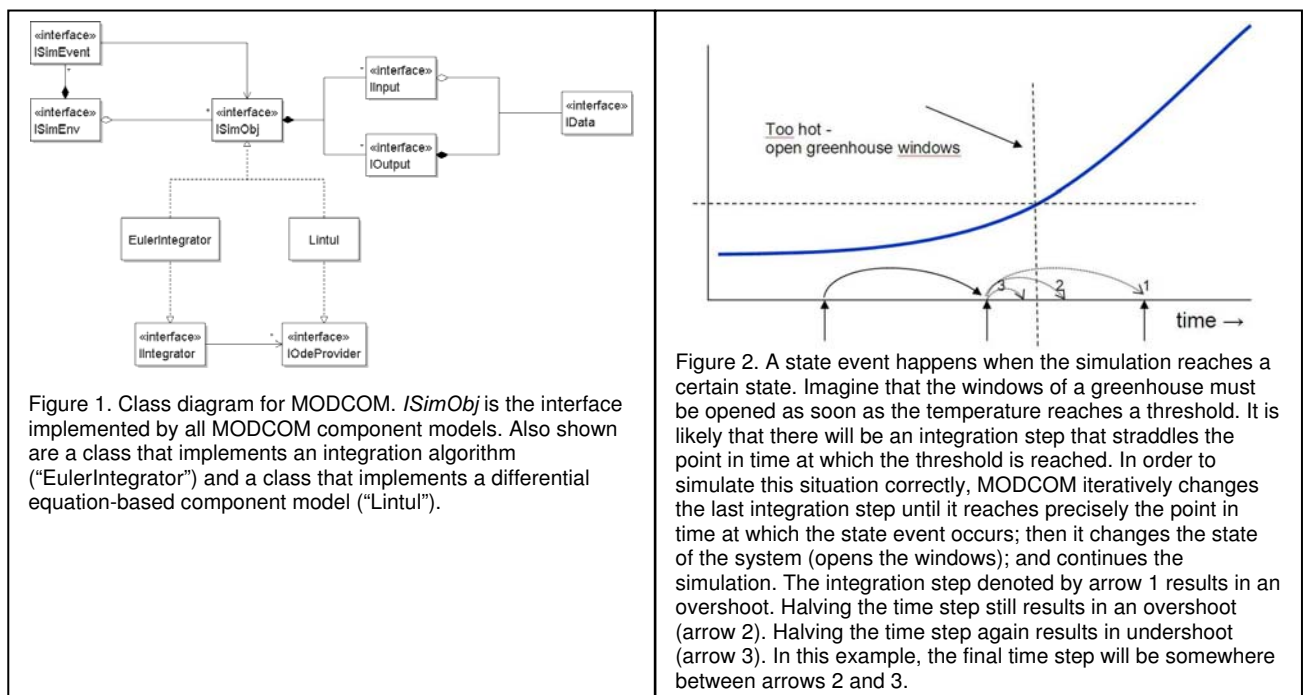 «interface»
ISimEvent
*
«interface»
ISimEnv
*
«interface»
ISimObj
*
«interface»
IInput
*
«interface»
IOutput
«interface»
IData
EulerIntegrator
Lintul
«interface»
IIntegrator
*
«interface»
IOdeProvider
Figure 1. Class diagram for MODCOM. ISimObj is the interface
implemented by all MODCOM component models. Also shown
are a class that implements an integration algorithm
(“EulerIntegrator”) and a class that implements a differential
equation-based component model (“Lintul”).
Too hot -
open greenhouse windows
3
2
1
time →
Figure 2. A state event happens when the simulation reaches a
certain state. Imagine that the windows of a greenhouse must
be opened as soon as the temperature reaches a threshold. It is
likely that there will be an integration step that straddles the
point in time at which the threshold is reached. In order to
simulate this situation correctly, MODCOM iteratively changes
the last integration step until it reaches precisely the point in
time at which the state event occurs; then it changes the state
of the system (opens the windows); and continues the
simulation. The integration step denoted by arrow 1 results in an
overshoot. Halving the time step still results in an overshoot
(arrow 2). Halving the time step again results in undershoot
(arrow 3). In this example, the final time step will be somewhere
between arrows 2 and 3.